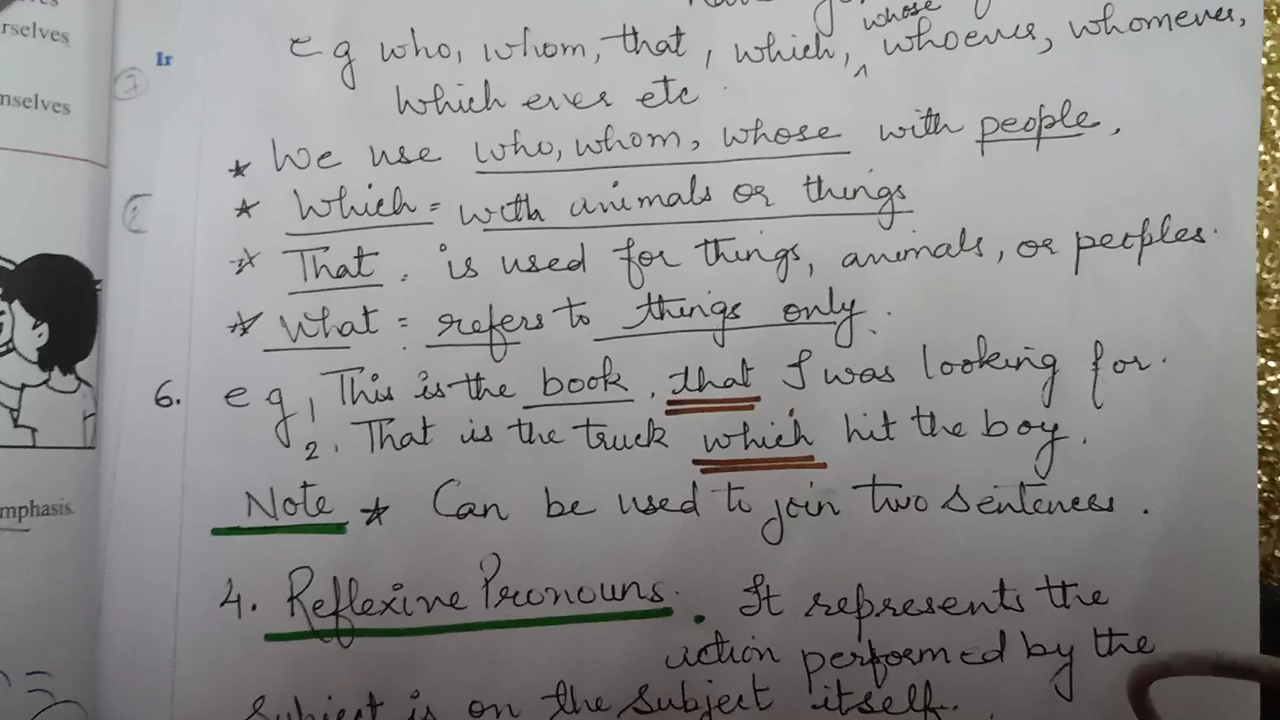 rselves
nselves
Ir
whose
e g who, whom, that, which, ^ whoever, whomever,
which ever etc
* We use who, whom, whose with people.
* Which = with animals or things
* That. is used for things, animals, or peoples.
* What = refers to things only.
6. e g, 1 This is the book, that I was looking for.
2. That is the truck which hit the boy.
Note * Can be used to join two sentences.
mphasis.
4. Reflexive Pronouns. It represents the
action performed by the
Subject is on the subject itself.